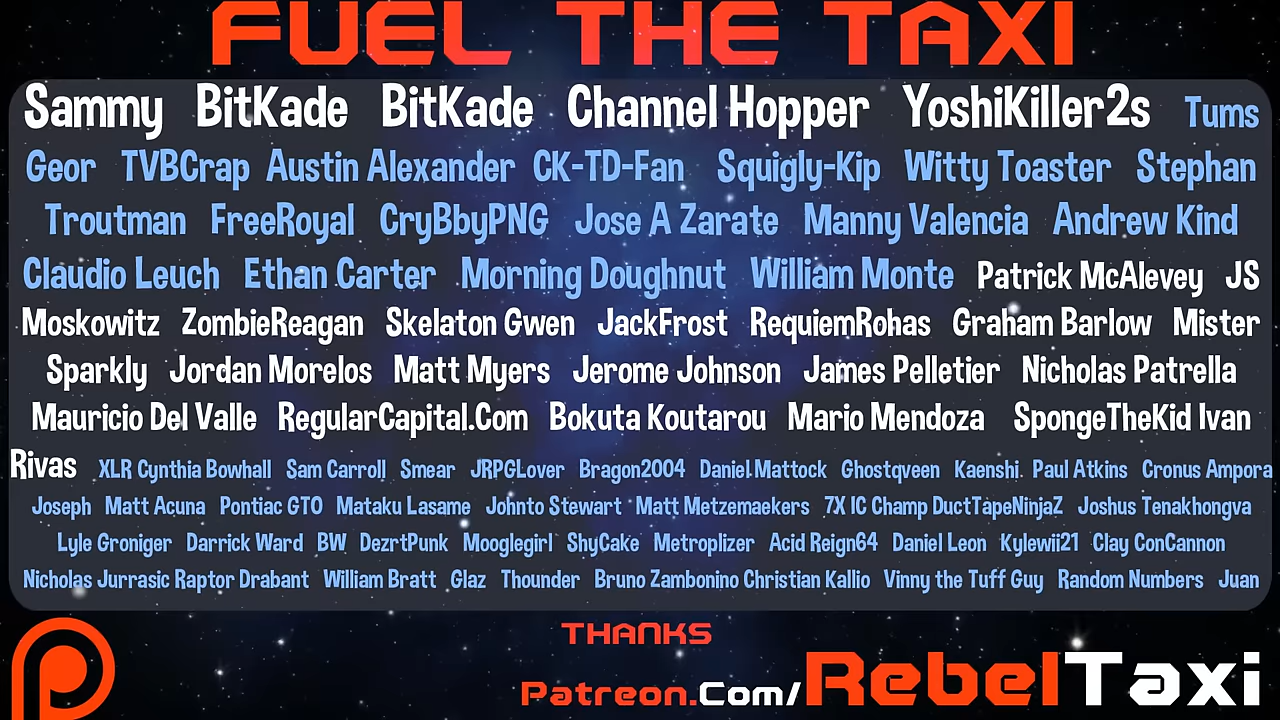 FUEL THE TAXI
Sammy BitKade BitKade Channel Hopper YoshiKiller2s Tums
Geor TVBCrap Austin Alexander CK-TD-Fan Squigly-Kip Witty Toaster Stephan
Troutman FreeRoyal CryBbyPNG Jose A Zarate Manny Valencia Andrew Kind
Claudio Leuch Ethan Carter Morning Doughnut William Monte Patrick McAlevey JS
Moskowitz ZombieReagan Skelaton Gwen JackFrost RequiemRohas Graham Barlow Mister
Sparkly Jordan Morelos Matt Myers Jerome Johnson James Pelletier Nicholas Patrella
Mauricio Del Valle RegularCapital.Com Bokuta Koutarou Mario Mendoza SpongeTheKid Ivan
Rivas XLR Cynthia Bowhall Sam Carroll Smear JRPGLover Bragon2004 Daniel Mattock Ghostqveen Kaenshi Paul Atkins Cronus Ampora
Joseph Matt Acuna Pontiac GTO Mataku Lasame Johnto Stewart Matt Metzemaekers 7X IC Champ DuctTapeNinjaZ Joshus Tenakhongva
Lyle Groniger Darrick Ward BW DezrtPunk Mooglegirl ShyCake Metroplizer Acid Reign64 Daniel Leon Kylewii21 Clay ConCannon
Nicholas Jurrasic Raptor Drabant William Bratt Glaz Thounder Bruno Zambonino Christian Kallio Vinny the Tuff Guy Random Numbers Juan
THANKS
Patreon.Com/RebelTaxi